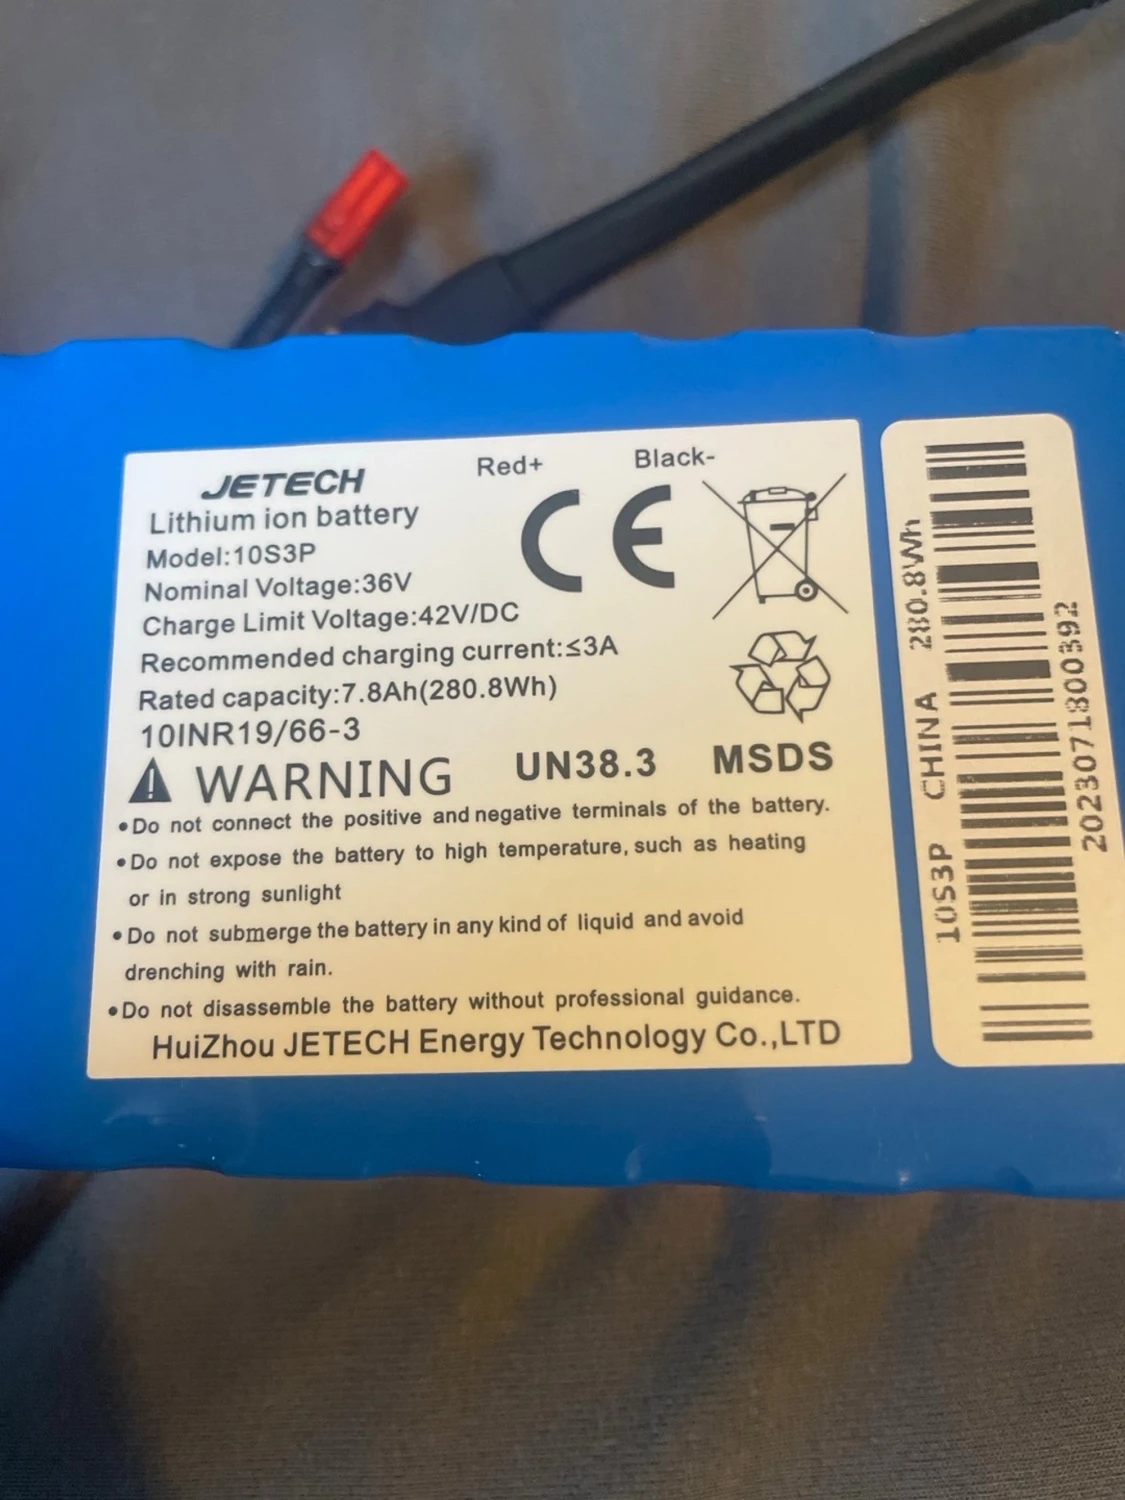 JETECH
Red+
Black-
Lithium ion battery
Model:10S3P
Nominal Voltage:36V
Charge Limit Voltage:42V/DC
Recommended charging current:≤3A
Rated capacity:7.8Ah(280.8Wh)
10INR19/66-3
CE
WARNING
UN38.3
MSDS
•Do not connect the positive and negative terminals of the battery.
•Do not expose the battery to high temperature, such as heating
or in strong sunlight
•Do not submerge the battery in any kind of liquid and avoid
drenching with rain.
•Do not disassemble the battery without professional guidance.
HuiZhou JETECH Energy Technology Co.,LTD
10S3P CHINA 280.8Wh
2023071800392